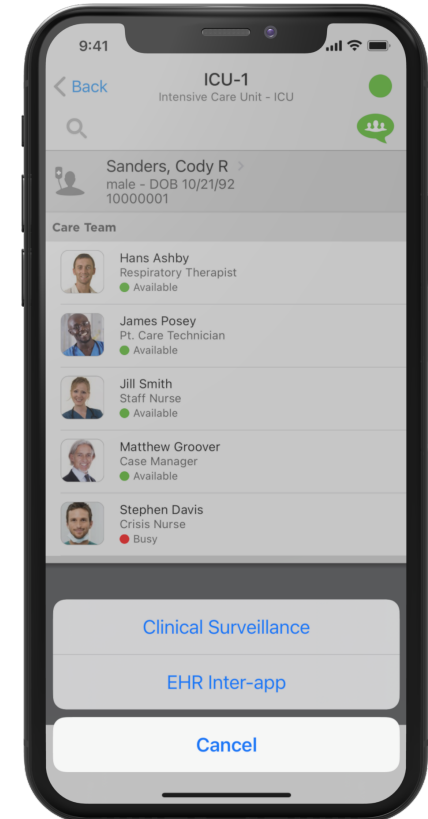 9:41
Back
ICU-1
Intensive Care Unit - ICU
Sanders, Cody R
male - DOB 10/21/92
10000001
Care Team
Hans Ashby
Respiratory Therapist
Available
James Posey
Pt. Care Technician
Available
Jill Smith
Staff Nurse
Available
Matthew Groover
Case Manager
Available
Stephen Davis
Crisis Nurse
Busy
Clinical Surveillance
EHR Inter-app
Cancel